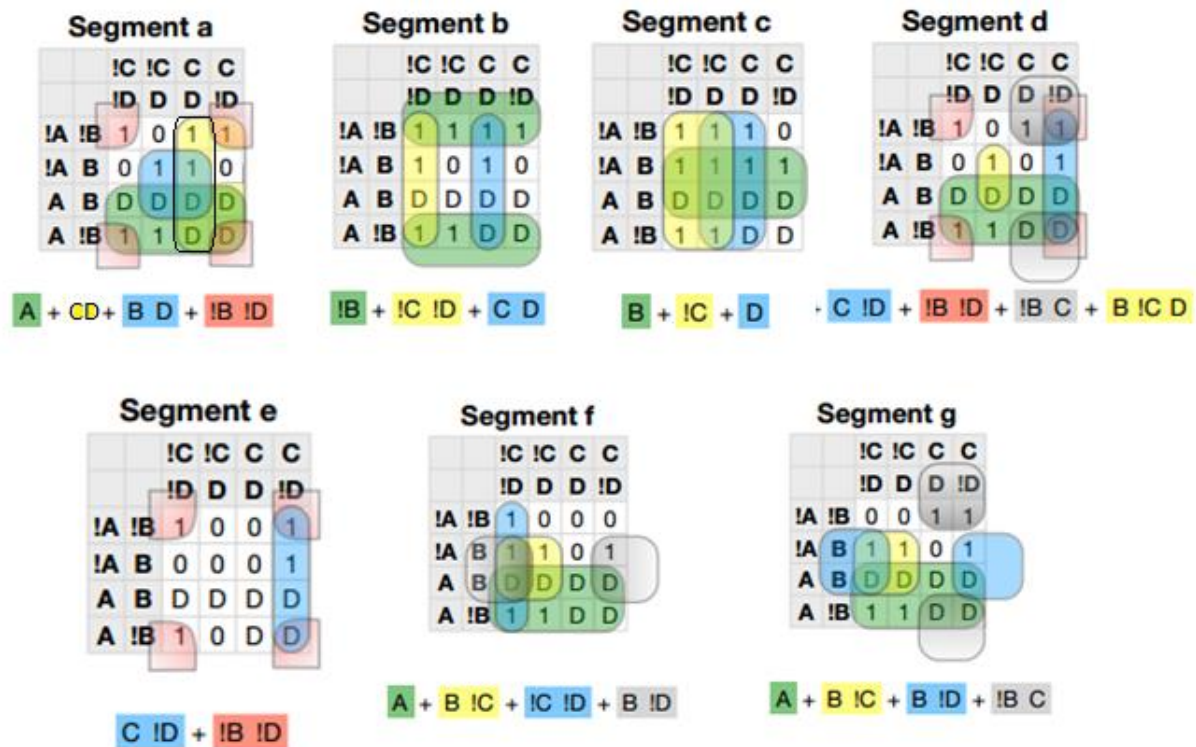 Segment a
!C !C C C
!D D D !D
!A !B 1 0 1 1
!A B 0 1 1 0
A B D D D D
A !B 1 1 D D
A + CD + B D + !B !D
Segment b
!C !C C C
!D D D !D
!A !B 1 1 1 1
!A B 1 0 1 0
A B D D D D
A !B 1 1 D D
!B + !C !D + C D
Segment c
!C !C C C
!D D D !D
!A !B 1 1 1 0
!A B 1 1 1 1
A B D D D D
A !B 1 1 D D
B + !C + D
Segment d
!C !C C C
!D D D !D
!A !B 1 0 1 1
!A B 0 1 0 1
A B D D D D
A !B 1 1 D D
+ C !D + !B !D + !B C + B !C D
Segment e
!C !C C C
!D D D !D
!A !B 1 0 0 1
!A B 0 0 0 1
A B D D D D
A !B 1 0 D D
C !D + !B !D
Segment f
!C !C C C
!D D D !D
!A !B 1 0 0 0
!A B 1 1 0 1
A B D D D D
A !B 1 1 D D
A + B !C + !C !D + B !D
Segment g
!C !C C C
!D D D !D
!A !B 0 0 1 1
!A B 1 1 0 1
A B D D D D
A !B 1 1 D D
A + B !C + B !D + !B C